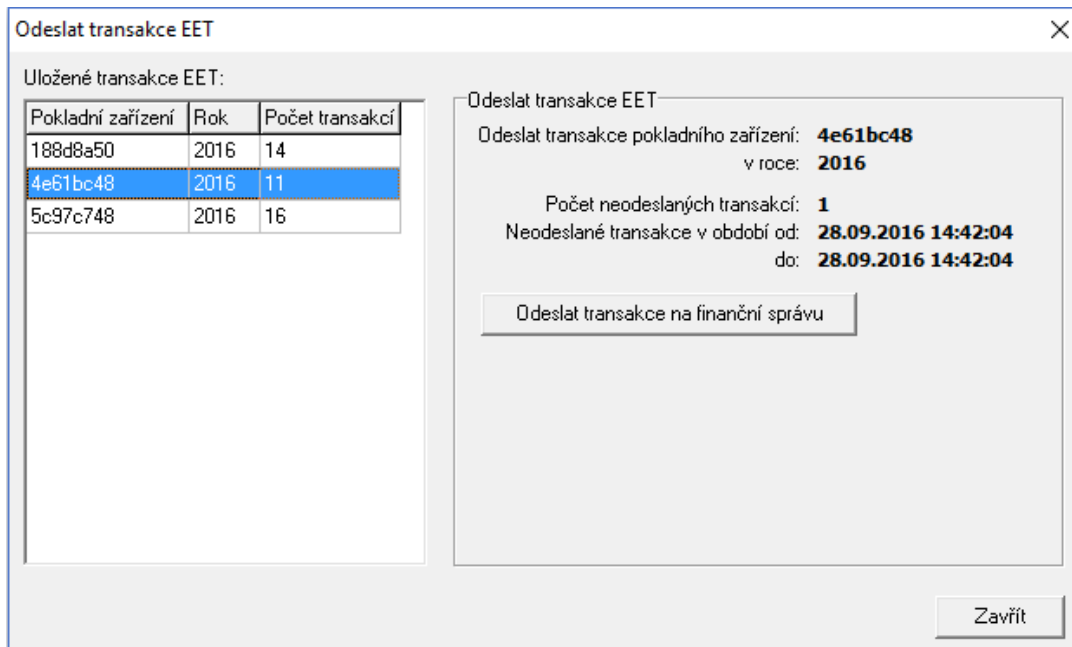 Odeslat transakce EET
Uložené transakce EET:
Pokladní zařízení Rok Počet transakcí
188d8a50 2016 14
4e61bc48 2016 11
5c97c748 2016 16
Odeslat transakce EET
Odeslat transakce pokladního zařízení: 4e61bc48
v roce: 2016
Počet neodeslaných transakcí: 1
Neodeslané transakce v období od: 28.09.2016 14:42:04
do: 28.09.2016 14:42:04
Odeslat transakce na finanční správu
Zavřít